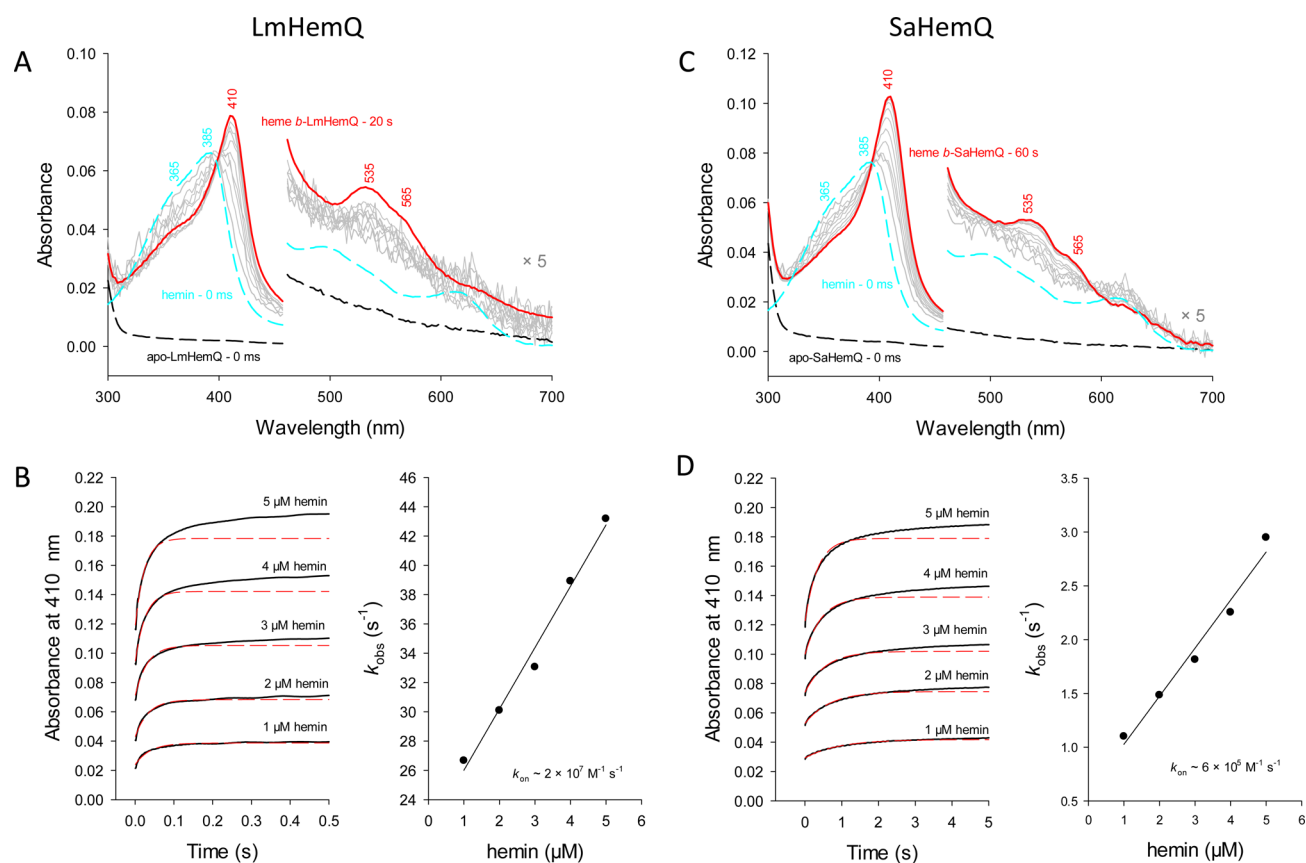 LmHemQ
SaHemQ
A
0.10
0.08
0.06
0.04
0.02
0.00
Absorbance
365
385
410
heme b-LmHemQ - 20 s
535
565
× 5
hemin - 0 ms
apo-LmHemQ - 0 ms
300
400
500
600
700
Wavelength (nm)
C
0.12
0.10
0.08
0.06
0.04
0.02
0.00
Absorbance
365
385
410
heme b-SaHemQ - 60 s
535
565
× 5
hemin - 0 ms
apo-SaHemQ - 0 ms
300
400
500
600
700
Wavelength (nm)
B
0.22
0.20
0.18
0.16
0.14
0.12
0.10
0.08
0.06
0.04
0.02
0.00
Absorbance at 410 nm
5 µM hemin
4 µM hemin
3 µM hemin
2 µM hemin
1 µM hemin
0.0
0.1
0.2
0.3
0.4
0.5
Time (s)
46
44
42
40
38
36
34
32
30
28
26
24
kobs (s-1)
kon ~ 2 × 10⁷ M-1 s-1
0
1
2
3
4
5
6
hemin (µM)
D
0.22
0.20
0.18
0.16
0.14
0.12
0.10
0.08
0.06
0.04
0.02
0.00
Absorbance at 410 nm
5 µM hemin
4 µM hemin
3 µM hemin
2 µM hemin
1 µM hemin
0
1
2
3
4
5
Time (s)
3.5
3.0
2.5
2.0
1.5
1.0
0.5
kobs (s-1)
kon ~ 6 × 10⁵ M-1 s-1
0
1
2
3
4
5
6
hemin (µM)